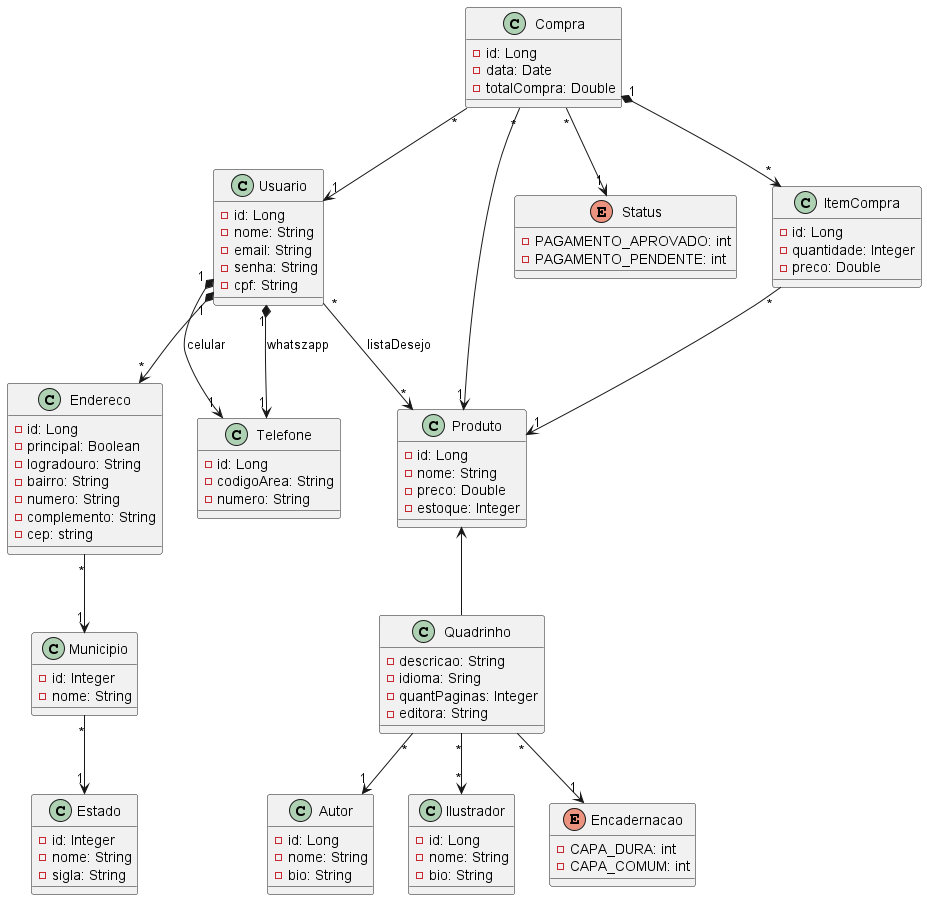 C Compra
id: Long
data: Date
totalCompra: Double
* * * 1
1 1 1 *
C Usuario
id: Long
nome: String
email: String
senha: String
cpf: String
E Status
PAGAMENTO_APROVADO: int
PAGAMENTO_PENDENTE: int
C ItemCompra
id: Long
quantidade: Integer
preco: Double
1 1 1 * *
celular
whatszapp
listaDesejo
* 1 1 * 1 1
C Endereco
id: Long
principal: Boolean
logradouro: String
bairro: String
numero: String
complemento: String
cep: string
C Telefone
id: Long
codigoArea: String
numero: String
C Produto
id: Long
nome: String
preco: Double
estoque: Integer
*
1
C Municipio
id: Integer
nome: String
C Quadrinho
descricao: String
idioma: Sring
quantPaginas: Integer
editora: String
* * * *
1 1 * 1
C Estado
id: Integer
nome: String
sigla: String
C Autor
id: Long
nome: String
bio: String
C Ilustrador
id: Long
nome: String
bio: String
E Encadernacao
CAPA_DURA: int
CAPA_COMUM: int